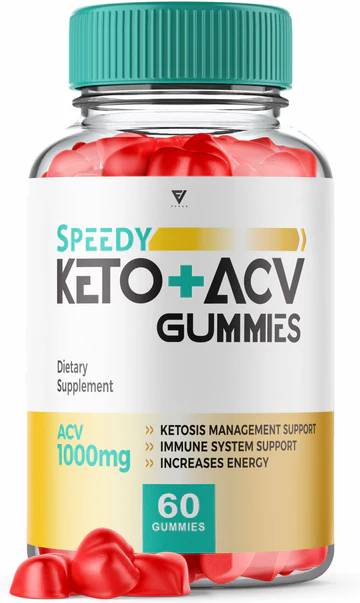 SPEEDY
KETO+ACV
GUMMIES
Dietary
Supplement
ACV
1000mg
» KETOSIS MANAGEMENT SUPPORT
» IMMUNE SYSTEM SUPPORT
» INCREASES ENERGY
60
GUMMIES